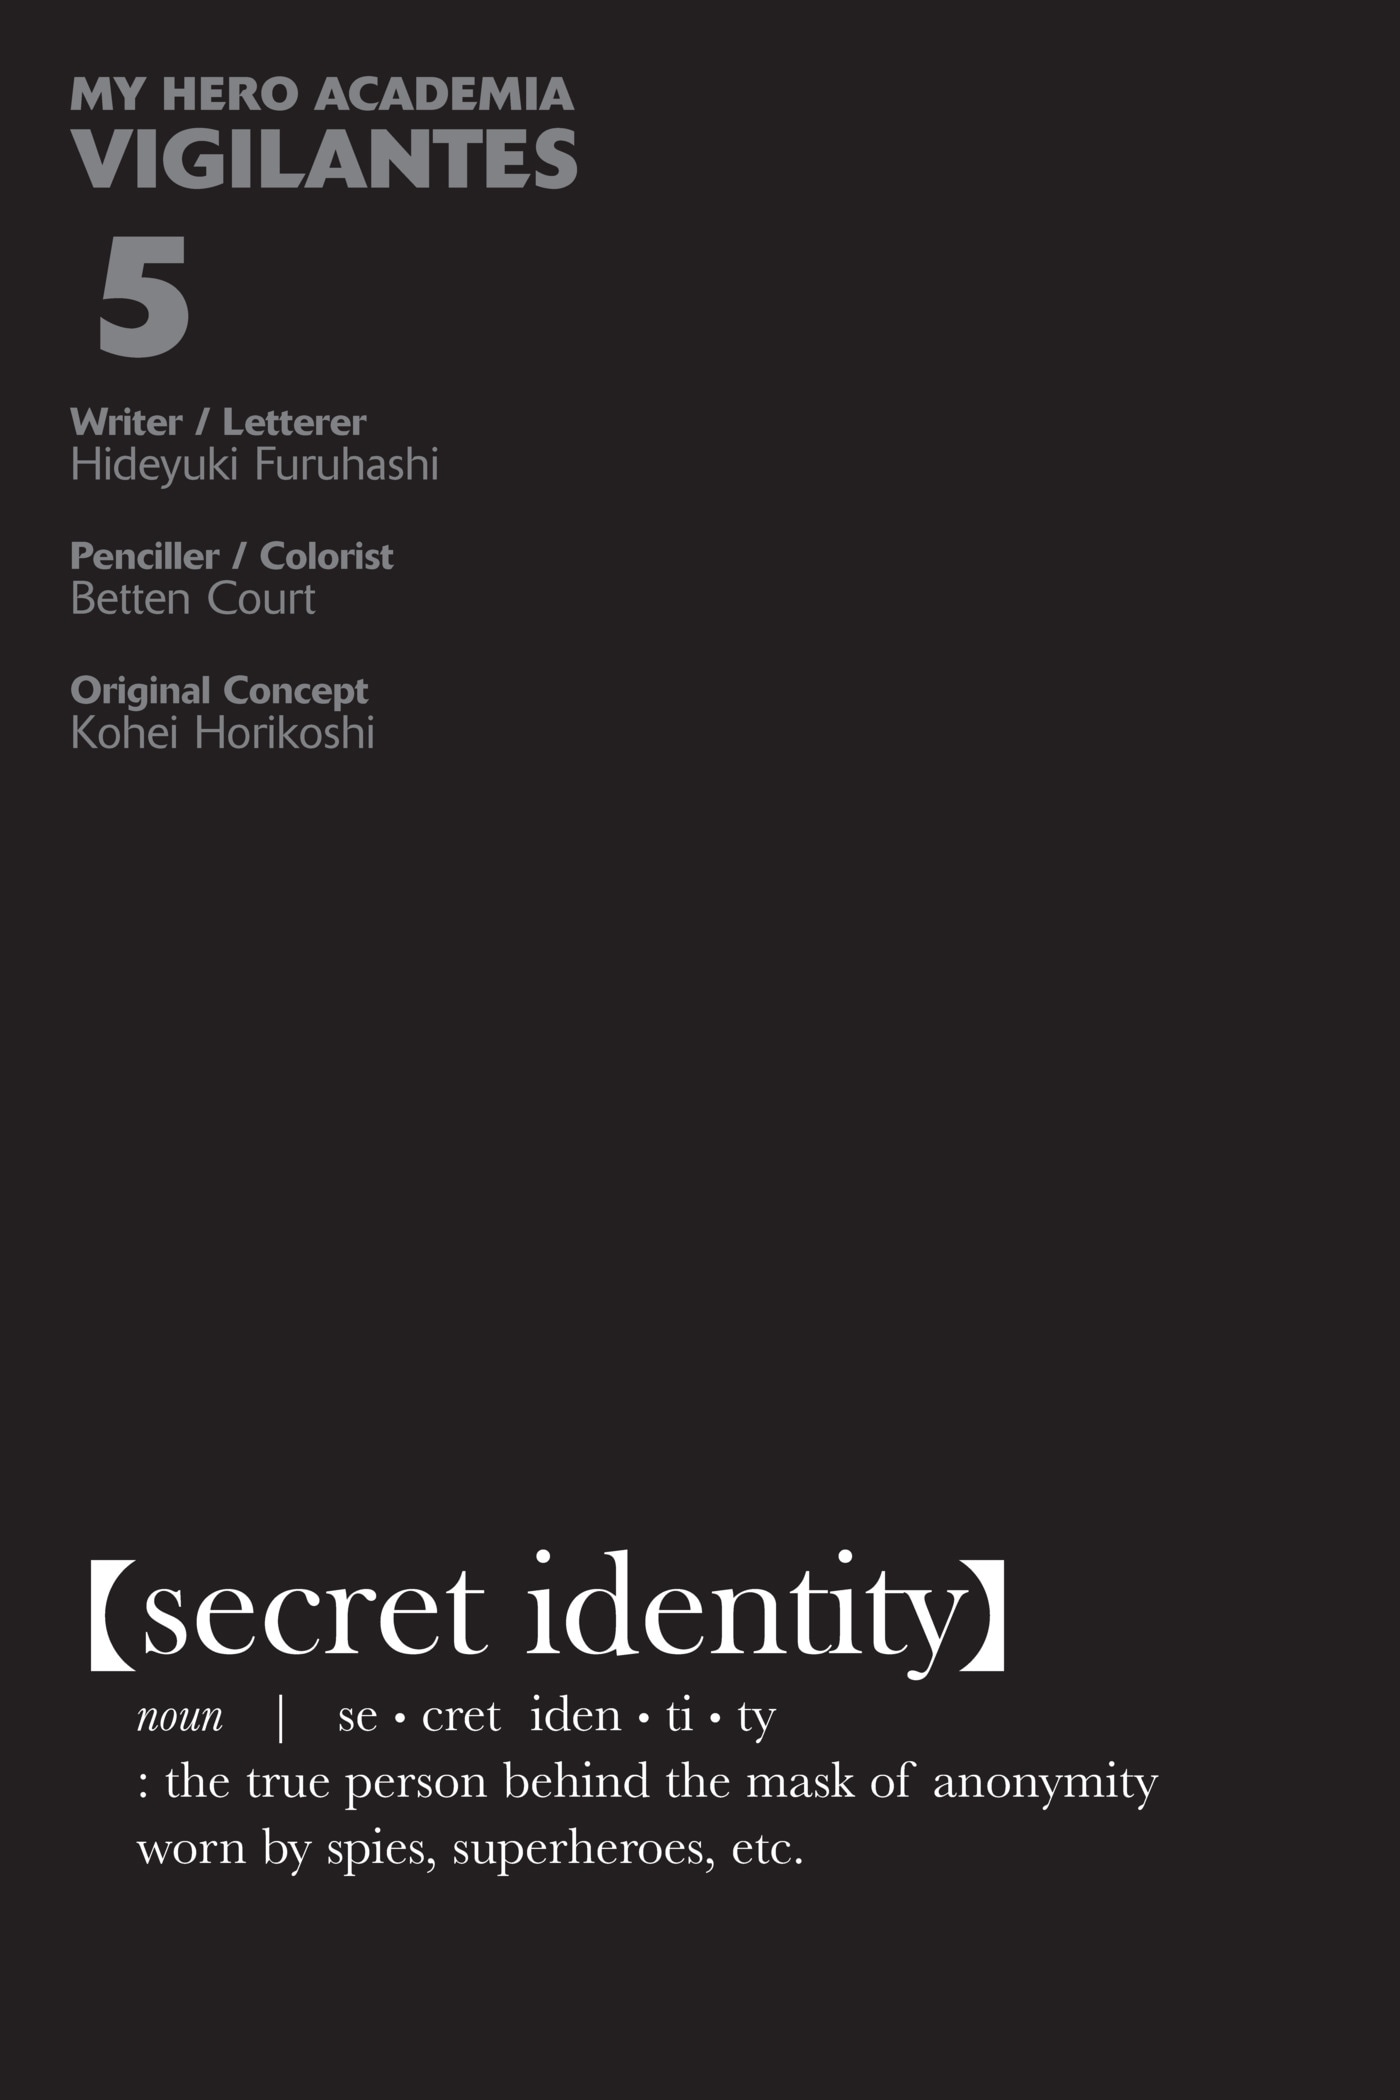 MY HERO ACADEMIA
VIGILANTES
5
Writer / Letterer
Hideyuki Furuhashi
Penciller / Colorist
Betten Court
Original Concept
Kohei Horikoshi
【secret identity】
noun | se • cret iden • ti • ty
: the true person behind the mask of anonymity
worn by spies, superheroes, etc.